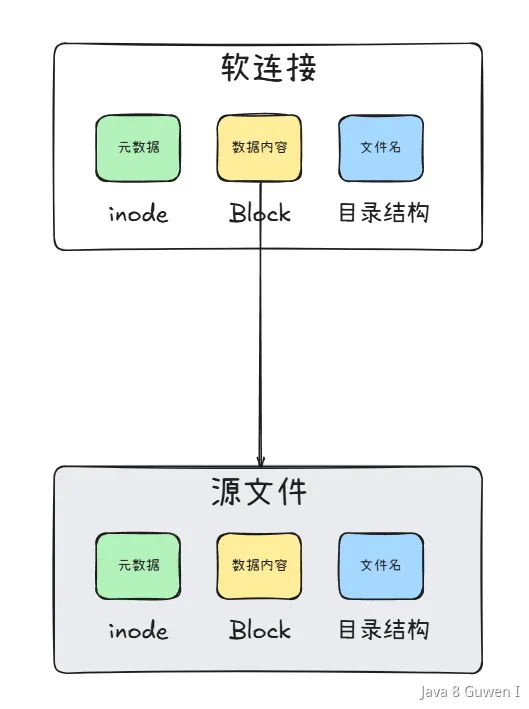 软连接
元数据 数据内容 文件名
inode Block 目录结构
源文件
元数据 数据内容 文件名
inode Block 目录结构
Java 8 Guwen I